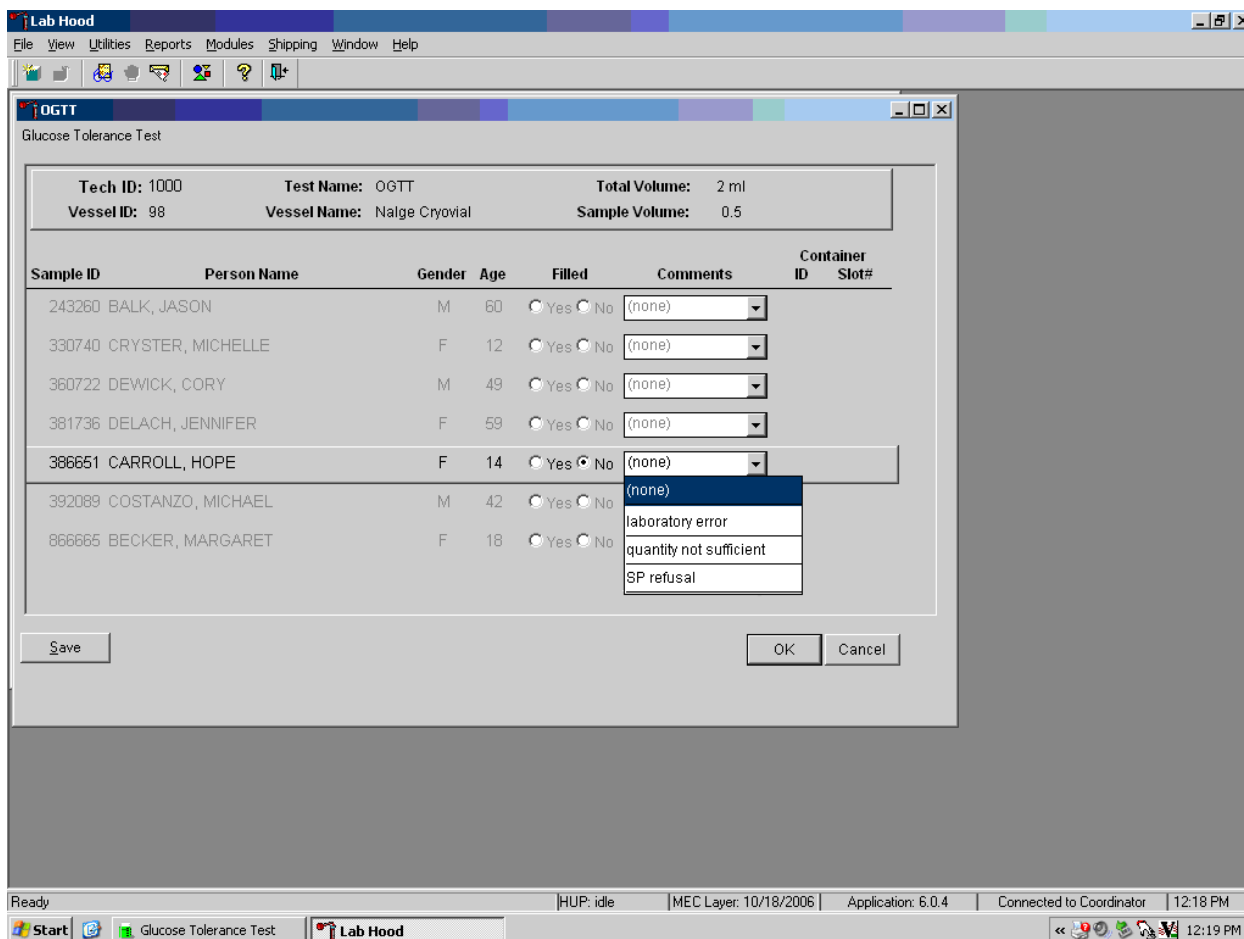 Lab Hood
File View Utilities Reports Modules Shipping Window Help
OGTT
Glucose Tolerance Test
Tech ID: 1000 Test Name: OGTT Total Volume: 2 ml
Vessel ID: 98 Vessel Name: Nalge Cryovial Sample Volume: 0.5
Container
Sample ID Person Name Gender Age Filled Comments ID Slot#
243260 BALK, JASON M 60 Yes No (none)
330740 CRYSTER, MICHELLE F 12 Yes No (none)
360722 DEWICK, CORY M 49 Yes No (none)
381736 DELACH, JENNIFER F 59 Yes No (none)
386651 CARROLL, HOPE F 14 Yes No (none)
(none)
392089 COSTANZO, MICHAEL M 42 Yes No
laboratory error
866665 BECKER, MARGARET F 18 Yes No
quantity not sufficient
SP refusal
Save OK Cancel
Ready HUP: idle MEC Layer: 10/18/2006 Application: 6.0.4 Connected to Coordinator 12:18 PM
Start Glucose Tolerance Test Lab Hood « 12:19 PM